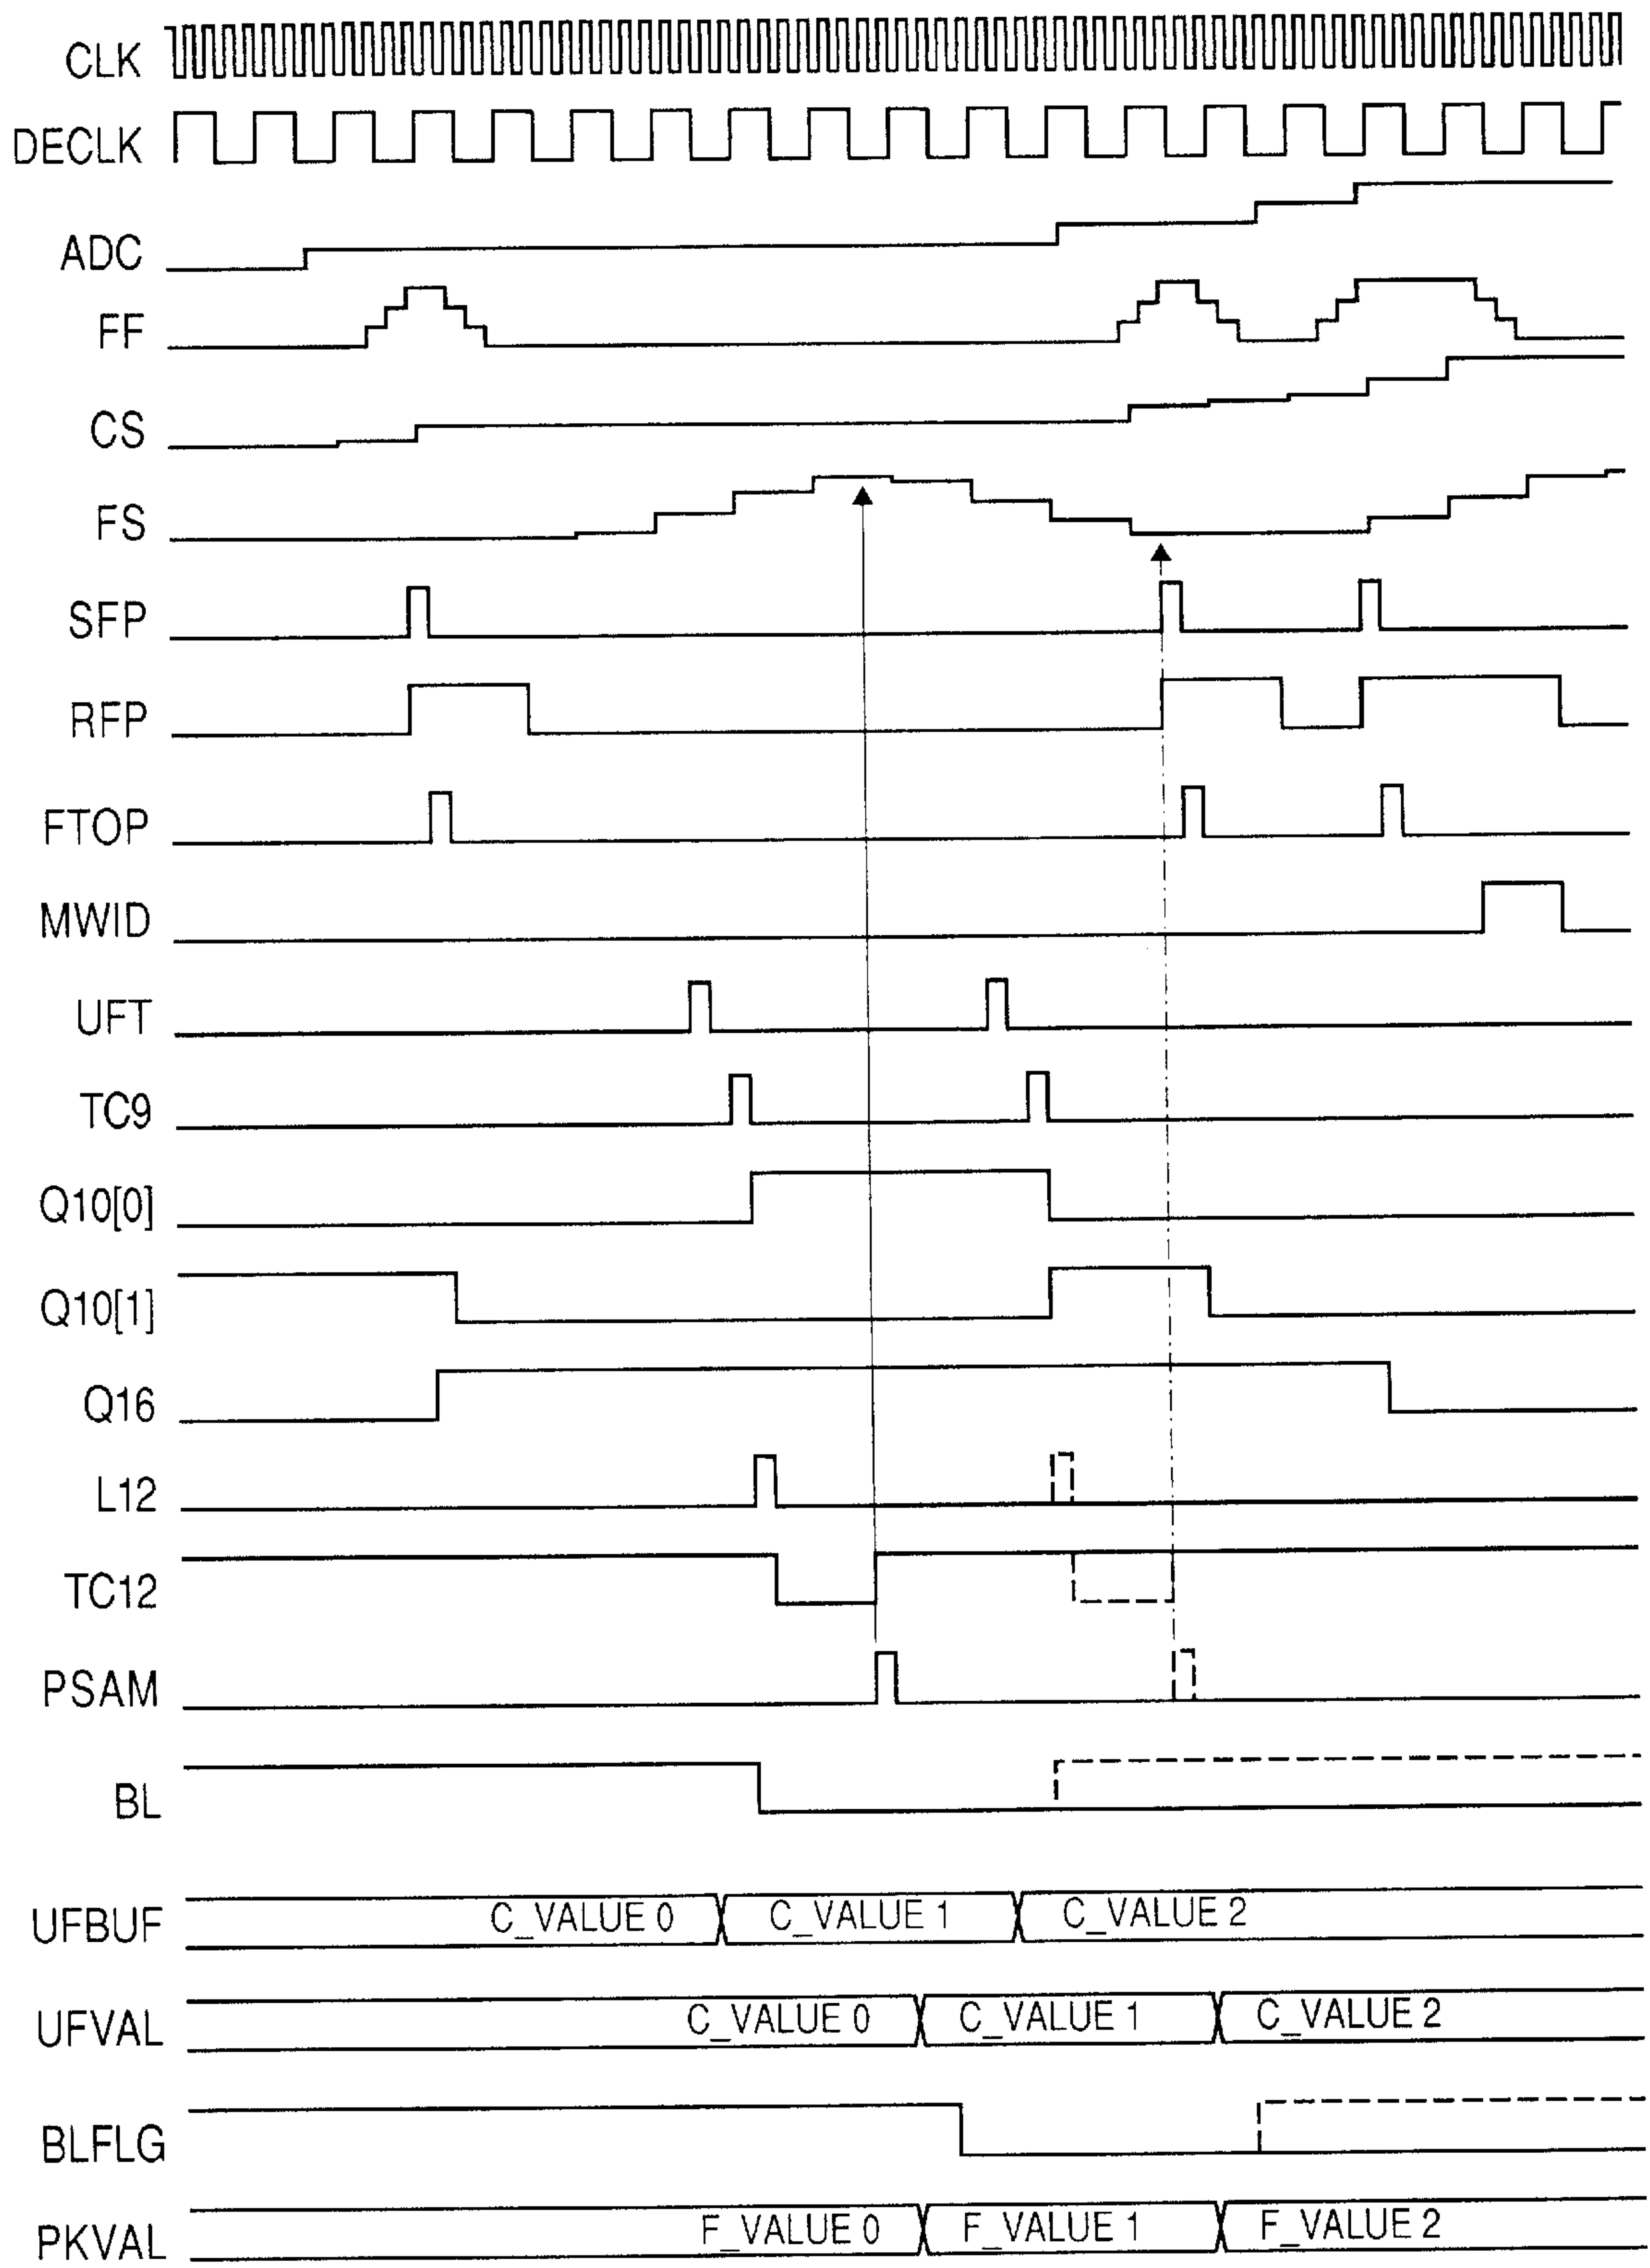 CLK
DECLK
ADC
FF
CS
FS
SFP
RFP
FTOP
MWID
UFT
TC9
Q10[0]
Q10[1]
Q16
L12
TC12
PSAM
BL
UFBUF C_VALUE 0 C_VALUE 1 C_VALUE 2
UFVAL C_VALUE 0 C_VALUE 1 C_VALUE 2
BLFLG
PKVAL F_VALUE 0 F_VALUE 1 F_VALUE 2